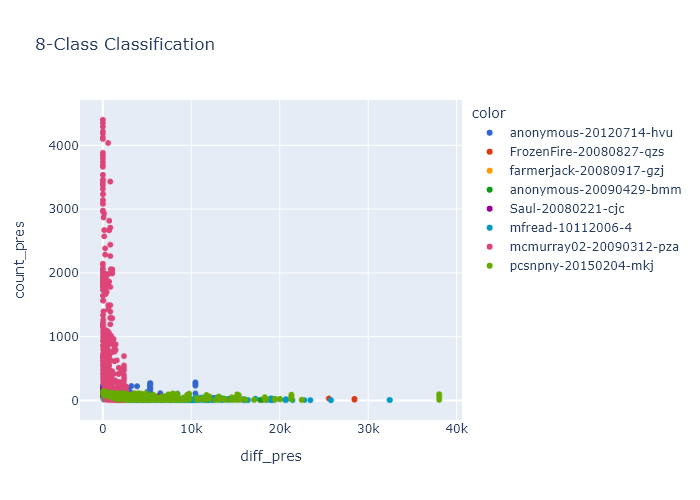 8-Class Classification
color
anonymous-20120714-hvu
FrozenFire-20080827-qzs
farmerjack-20080917-gzj
anonymous-20090429-bmm
Saul-20080221-cjc
mfread-10112006-4
mcmurray02-20090312-pza
pcsnpny-20150204-mkj
count_pres
4000
3000
2000
1000
0
0
10k
20k
30k
40k
diff_pres